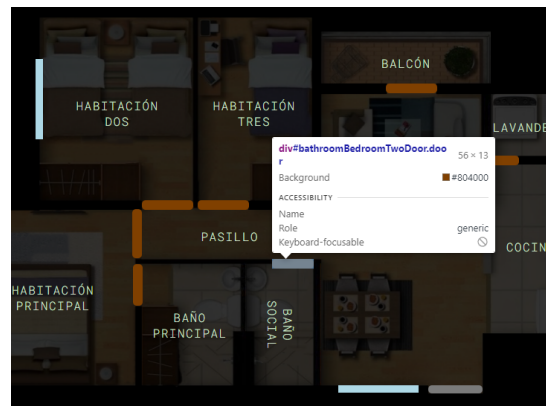 BALCÓN
HABITACIÓN
DOS
HABITACIÓN
TRES
LAVANDE
div#bathroomBedroomTwoDoor.doo
r
56 × 13
Background
#804000
ACCESSIBILITY
Name
Role
generic
Keyboard-focusable
PASILLO
COCIN
HABITACIÓN
PRINCIPAL
BAÑO
PRINCIPAL
BAÑO
SOCIAL